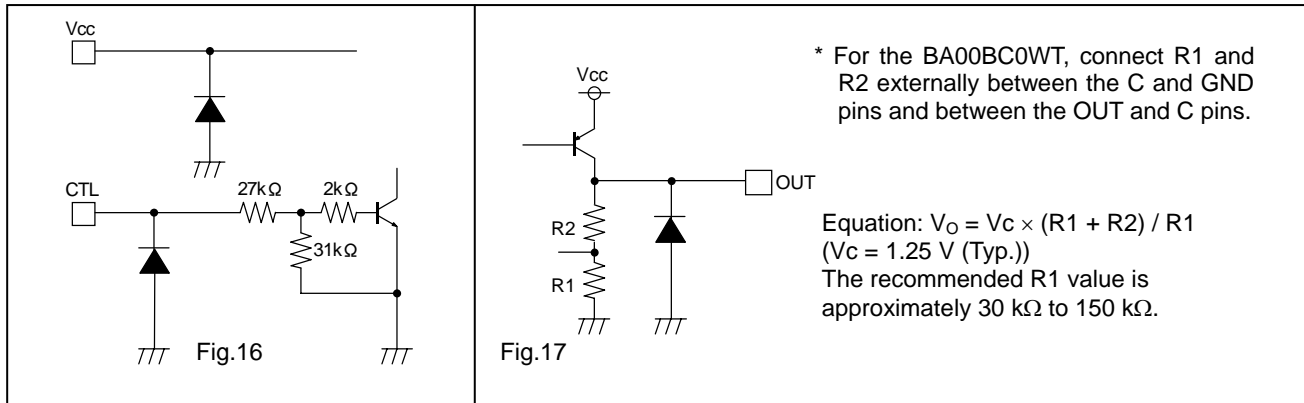 Vcc
CTL
27kΩ
2kΩ
31kΩ
Fig.16
Vcc
OUT
R2
R1
Fig.17
* For the BA00BC0WT, connect R1 and
R2 externally between the C and GND
pins and between the OUT and C pins.
Equation: VO = Vc × (R1 + R2) / R1
(Vc = 1.25 V (Typ.))
The recommended R1 value is
approximately 30 kΩ to 150 kΩ.